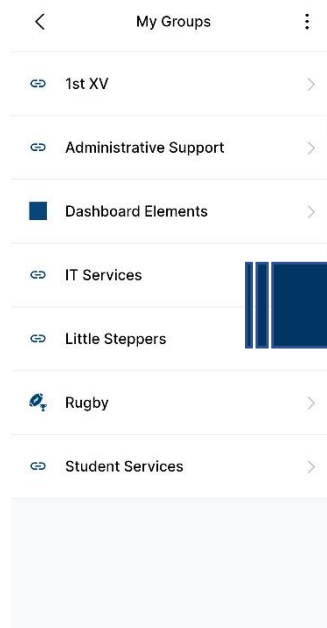 My Groups
1st XV
Administrative Support
Dashboard Elements
IT Services
Little Steppers
Rugby
Student Services